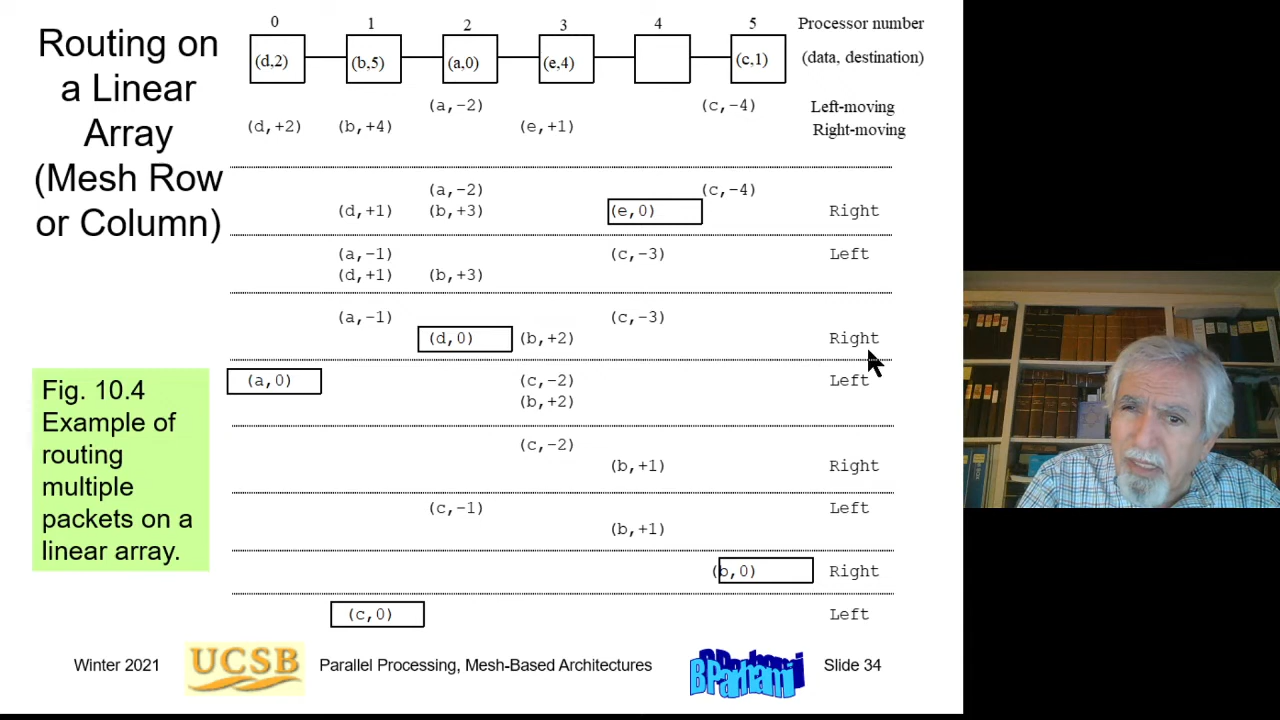 Routing on
a Linear
Array
(Mesh Row
or Column)
0 1 2 3 4 5 Processor number
(d,2) (b,5) (a,0) (e,4) (c,1) (data, destination)
(a,−2) (c,−4) Left-moving
(d,+2) (b,+4) (e,+1) Right-moving
(a,−2) (c,−4)
(d,+1) (b,+3) (e,0) Right
(a,−1) (c,−3) Left
(d,+1) (b,+3)
(a,−1) (c,−3)
(d,0) (b,+2) Right
(a,0) (c,−2) Left
(b,+2)
(c,−2)
(b,+1) Right
(c,−1) Left
(b,+1)
(b,0) Right
(c,0) Left
Fig. 10.4
Example of
routing
multiple
packets on a
linear array.
Winter 2021 UCSB Parallel Processing, Mesh-Based Architectures BParhami Slide 34